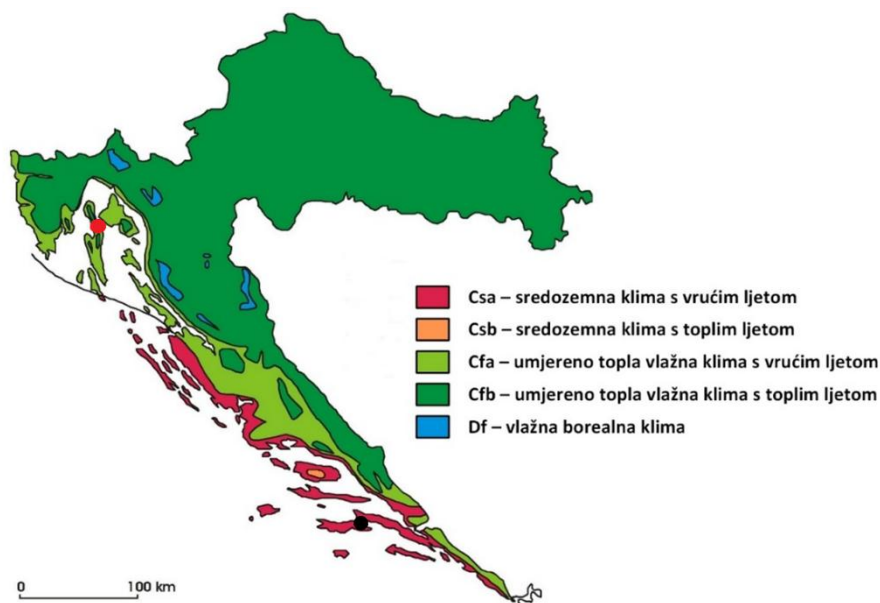 Csa – sredozemna klima s vrućim ljetom
Csb – sredozemna klima s toplim ljetom
Cfa – umjereno topla vlažna klima s vrućim ljetom
Cfb – umjereno topla vlažna klima s toplim ljetom
Df – vlažna borealna klima
0 100 km